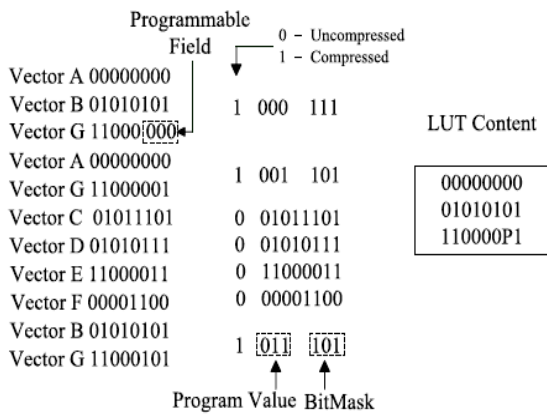 Programmable
Field
0 – Uncompressed
1 – Compressed
Vector A 00000000
Vector B 01010101
Vector G 11000 000
1 000 111
Vector A 00000000
Vector G 11000001
1 001 101
Vector C 01011101
0 01011101
Vector D 01010111
0 01010111
Vector E 11000011
0 11000011
Vector F 00001100
0 00001100
Vector B 01010101
Vector G 11000101
1 011 101
Program Value
BitMask
LUT Content
00000000
01010101
110000P1